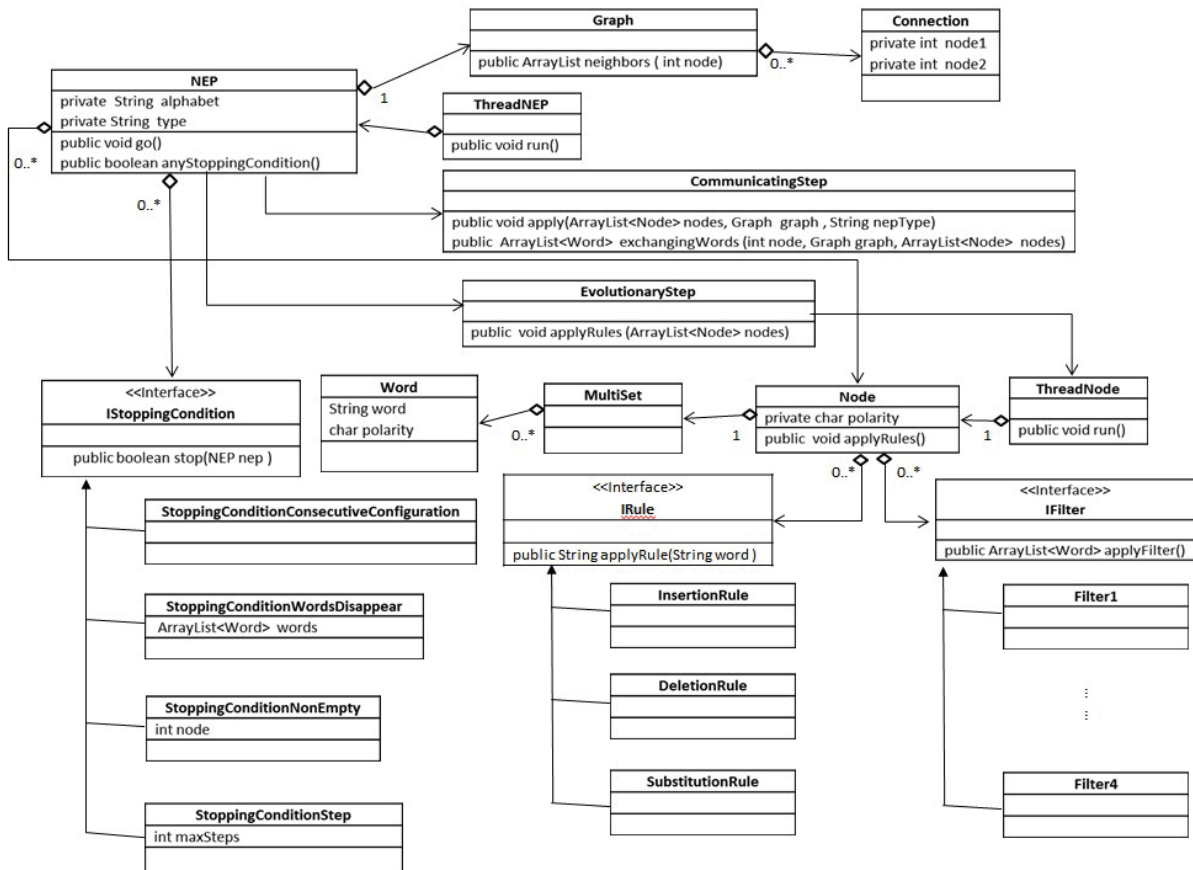 Graph
public ArrayList neighbors ( int node)
Connection
private int node1
private int node2
0..*
NEP
private String alphabet
private String type
public void go()
public boolean anyStoppingCondition()
1
0..*
0..*
ThreadNEP
public void run()
CommunicatingStep
public void apply(ArrayList<Node> nodes, Graph graph , String nepType)
public ArrayList<Word> exchangingWords (int node, Graph graph, ArrayList<Node> nodes)
EvolutionaryStep
public void applyRules (ArrayList<Node> nodes)
<<Interface>>
IStoppingCondition
public boolean stop(NEP nep )
Word
String word
char polarity
0..*
MultiSet
1
Node
private char polarity
public void applyRules()
1
ThreadNode
public void run()
0..*
0..*
<<Interface>>
IRule
public String applyRule(String word )
<<Interface>>
IFilter
public ArrayList<Word> applyFilter()
StoppingConditionConsecutiveConfiguration
StoppingConditionWordsDisappear
ArrayList<Word> words
StoppingConditionNonEmpty
int node
StoppingConditionStep
int maxSteps
InsertionRule
DeletionRule
SubstitutionRule
Filter1
⋮
⋮
Filter4